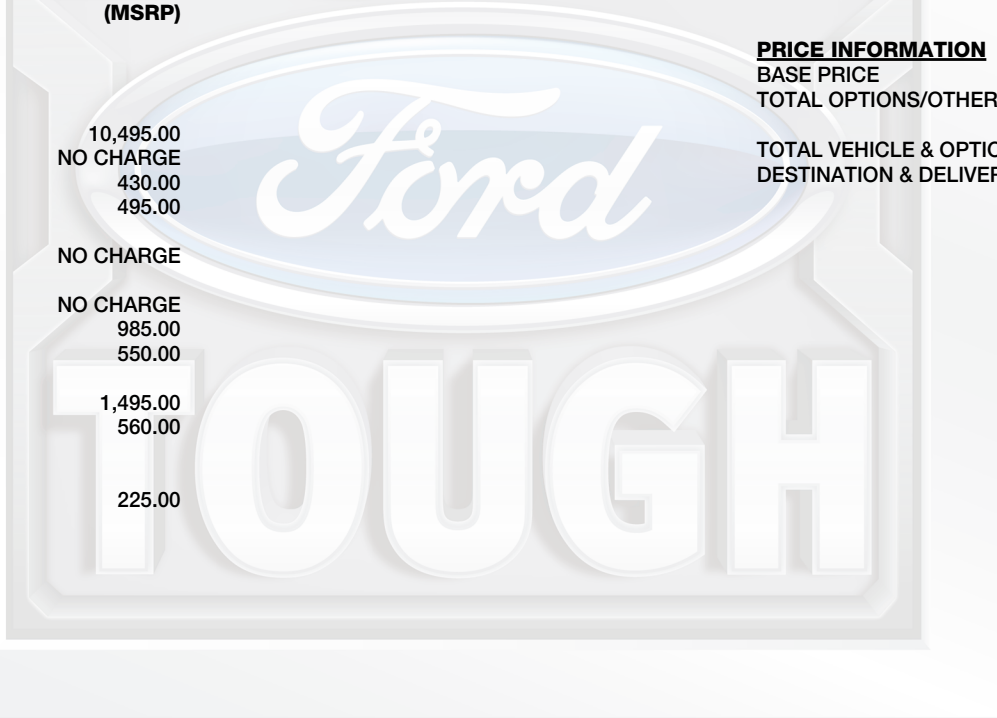 (MSRP)
10,495.00
NO CHARGE
430.00
495.00
NO CHARGE
NO CHARGE
985.00
550.00
1,495.00
560.00
225.00
PRICE INFORMATION
BASE PRICE
TOTAL OPTIONS/OTHER
TOTAL VEHICLE & OPTIO
DESTINATION & DELIVER
Ford
TOUGH